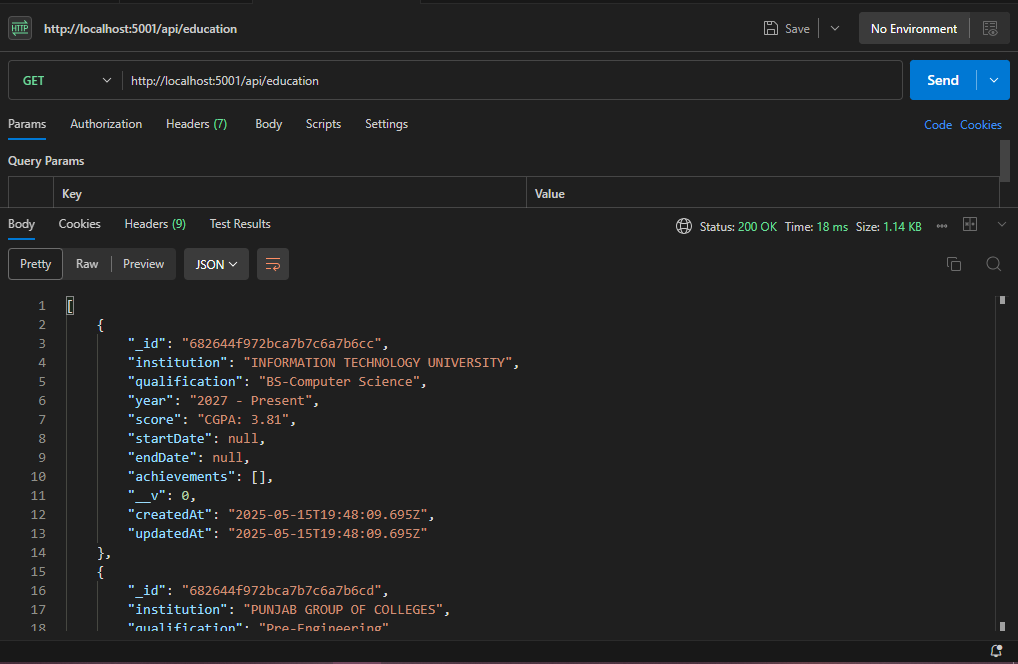 HTTP http://localhost:5001/api/education Save No Environment
GET http://localhost:5001/api/education Send
Params Authorization Headers (7) Body Scripts Settings Code Cookies
Query Params
Key Value
Body Cookies Headers (9) Test Results Status: 200 OK Time: 18 ms Size: 1.14 KB
Pretty Raw Preview JSON
1 [
2 {
3 "_id": "682644f972bca7b7c6a7b6cc",
4 "institution": "INFORMATION TECHNOLOGY UNIVERSITY",
5 "qualification": "BS-Computer Science",
6 "year": "2027 - Present",
7 "score": "CGPA: 3.81",
8 "startDate": null,
9 "endDate": null,
10 "achievements": [],
11 "__v": 0,
12 "createdAt": "2025-05-15T19:48:09.695Z",
13 "updatedAt": "2025-05-15T19:48:09.695Z"
14 },
15 {
16 "_id": "682644f972bca7b7c6a7b6cd",
17 "institution": "PUNJAB GROUP OF COLLEGES",
18 "qualification": "Pre-Engineering"